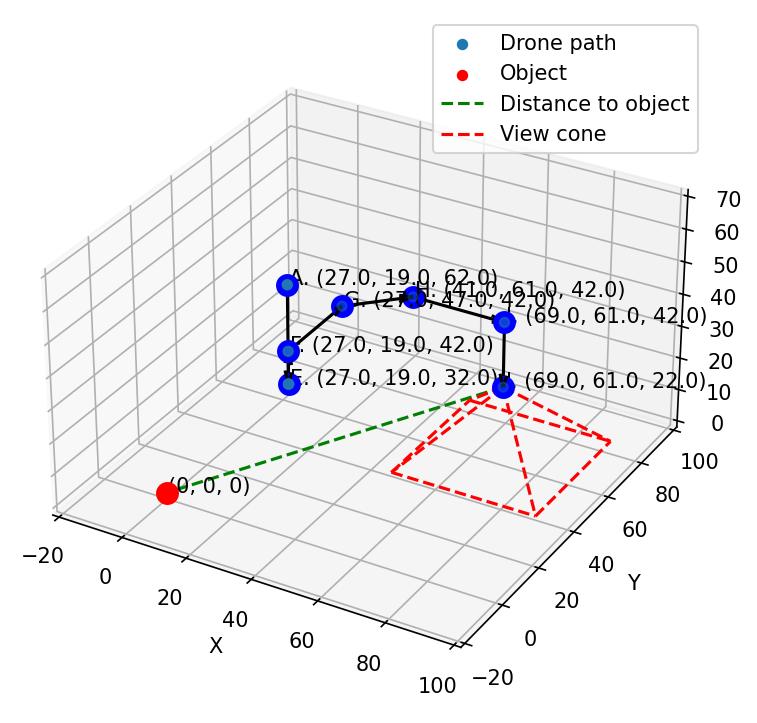 Drone path
Object
Distance to object
View cone
70
60
50
40
30
20
10
0
A. (27.0, 19.0, 62.0)
H. (41.0, 61.0, 42.0)
G. (27.0, 47.0, 42.0)
(69.0, 61.0, 42.0)
F. (27.0, 19.0, 42.0)
E. (27.0, 19.0, 32.0)
(69.0, 61.0, 22.0)
(0, 0, 0)
−20
0
20
40
60
80
100
X
−20
0
20
40
60
80
100
Y